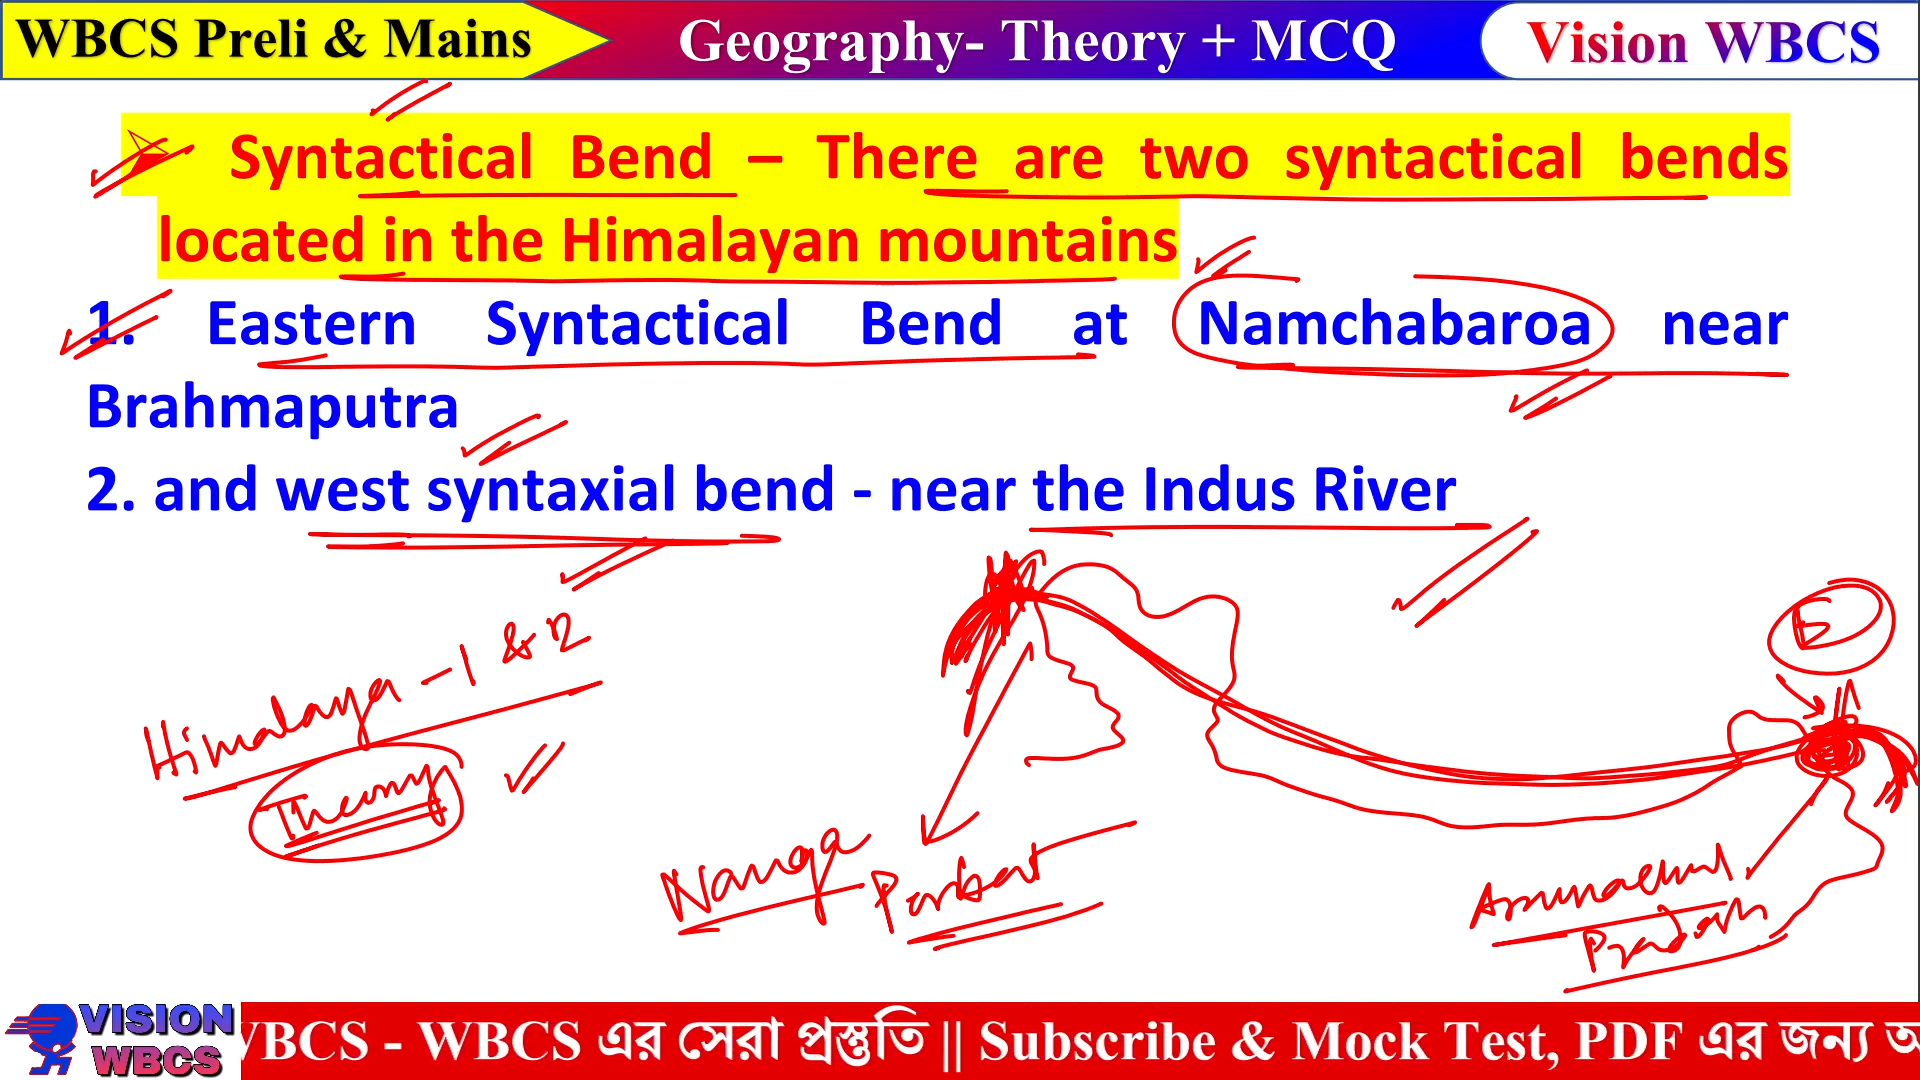 WBCS Preli & Mains
Geography- Theory + MCQ
Vision WBCS
Syntactical Bend – There are two syntactical bends
located in the Himalayan mountains
1. Eastern Syntactical Bend at Namchabaroa near
Brahmaputra
2. and west syntaxial bend - near the Indus River
E
Himalaya - 1 & 2
Theory
Nanga Parbat
Arunachal
Pradesh
VISION
WBCS
WBCS - WBCS এর সেরা প্রস্তুতি || Subscribe & Mock Test, PDF এর জন্য